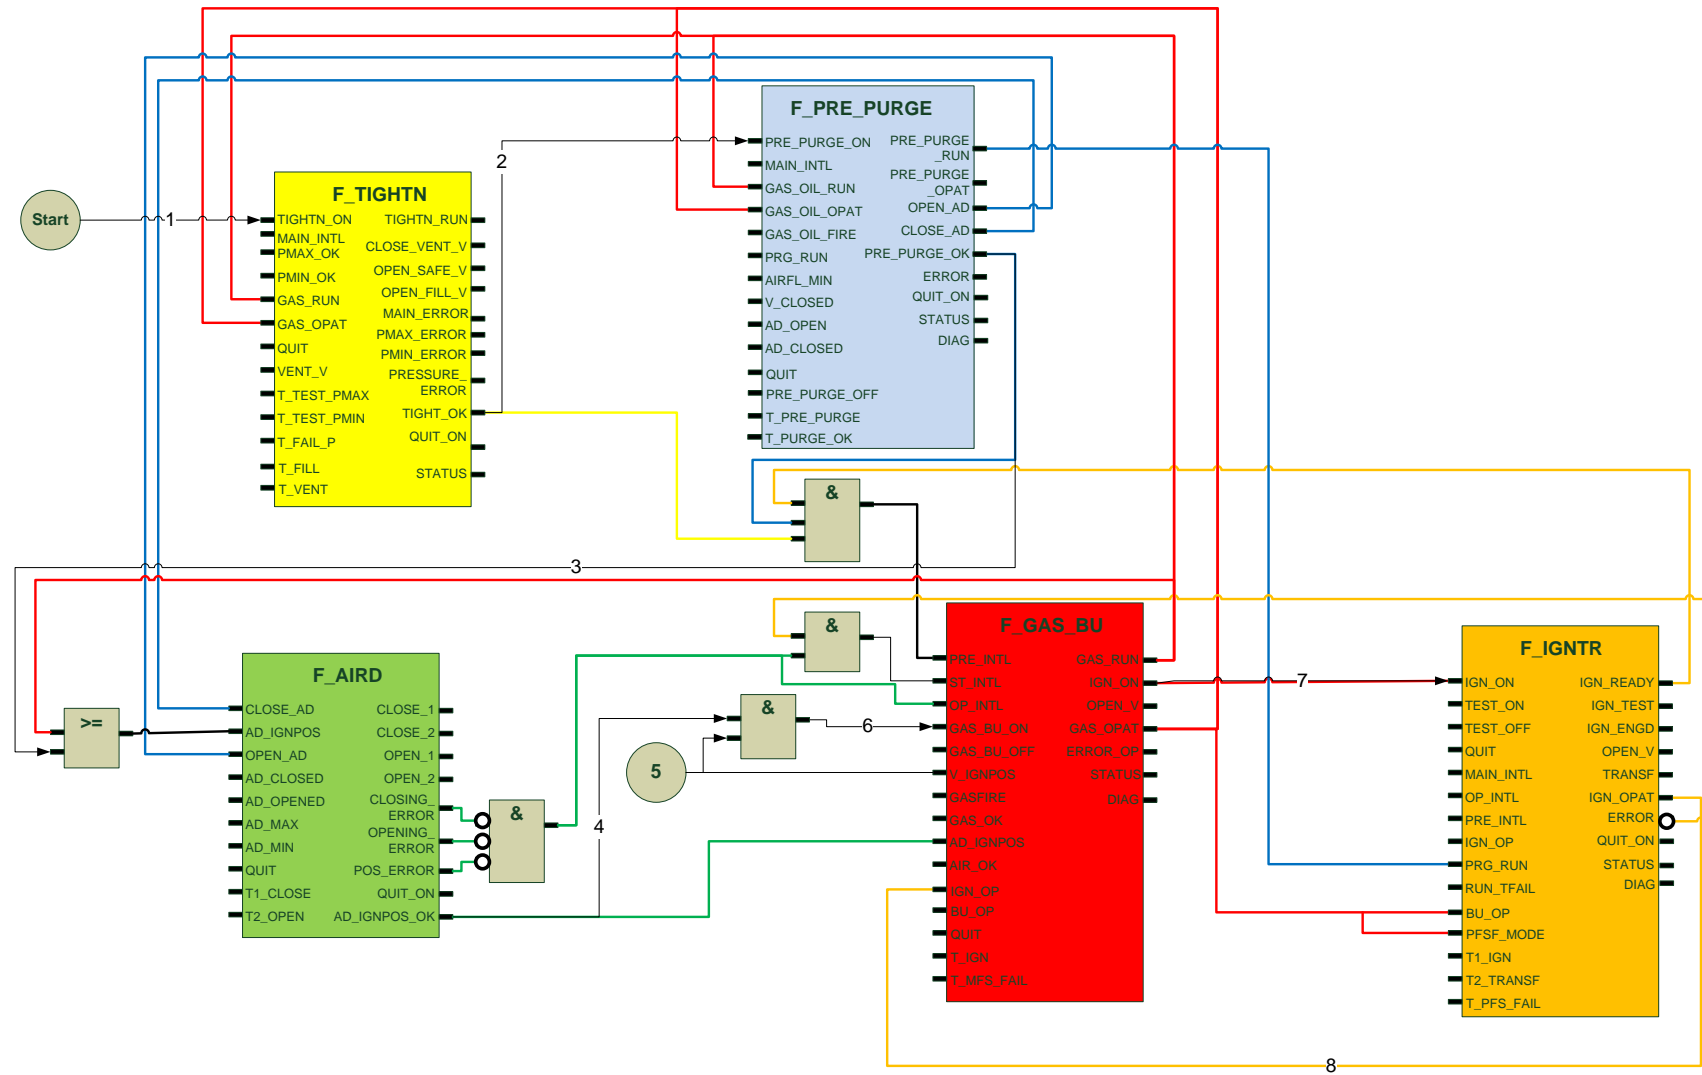 F_PRE_PURGE
PRE_PURGE_ON
MAIN_INTL
GAS_OIL_RUN
GAS_OIL_OPAT
GAS_OIL_FIRE
PRG_RUN
AIRFL_MIN
V_CLOSED
AD_OPEN
AD_CLOSED
QUIT
PRE_PURGE_OFF
T_PRE_PURGE
T_PURGE_OK
PRE_PURGE
_RUN
PRE_PURGE
_OPAT
OPEN_AD
CLOSE_AD
PRE_PURGE_OK
ERROR
QUIT_ON
STATUS
DIAG
2
Start
1
F_TIGHTN
TIGHTN_ON
MAIN_INTL
PMAX_OK
PMIN_OK
GAS_RUN
GAS_OPAT
QUIT
VENT_V
T_TEST_PMAX
T_TEST_PMIN
T_FAIL_P
T_FILL
T_VENT
TIGHTN_RUN
CLOSE_VENT_V
OPEN_SAFE_V
OPEN_FILL_V
MAIN_ERROR
PMAX_ERROR
PMIN_ERROR
PRESSURE_
ERROR
TIGHT_OK
QUIT_ON
STATUS
&
3
&
>=
F_AIRD
CLOSE_AD
AD_IGNPOS
OPEN_AD
AD_CLOSED
AD_OPENED
AD_MAX
AD_MIN
QUIT
T1_CLOSE
T2_OPEN
CLOSE_1
CLOSE_2
OPEN_1
OPEN_2
CLOSING_
ERROR
OPENING_
ERROR
POS_ERROR
QUIT_ON
AD_IGNPOS_OK
&
4
5
&
6
F_GAS_BU
PRE_INTL
ST_INTL
OP_INTL
GAS_BU_ON
GAS_BU_OFF
V_IGNPOS
GASFIRE
GAS_OK
AD_IGNPOS
AIR_OK
IGN_OP
BU_OP
QUIT
T_IGN
T_MFS_FAIL
GAS_RUN
IGN_ON
OPEN_V
GAS_OPAT
ERROR_OP
STATUS
DIAG
7
F_IGNTR
IGN_ON
TEST_ON
TEST_OFF
QUIT
MAIN_INTL
OP_INTL
PRE_INTL
IGN_OP
PRG_RUN
RUN_TFAIL
BU_OP
PFSF_MODE
T1_IGN
T2_TRANSF
T_PFS_FAIL
IGN_READY
IGN_TEST
IGN_ENGD
OPEN_V
TRANSF
IGN_OPAT
ERROR
QUIT_ON
STATUS
DIAG
8